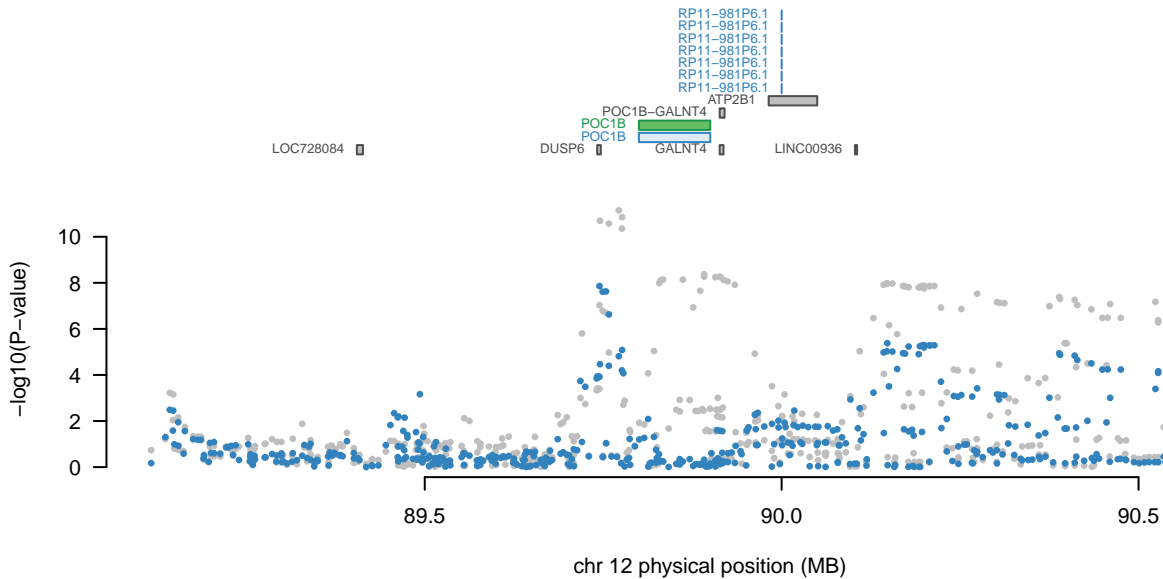 RP11−981P6.1
RP11−981P6.1
RP11−981P6.1
RP11−981P6.1
RP11−981P6.1
RP11−981P6.1
RP11−981P6.1
ATP2B1
POC1B−GALNT4
POC1B
POC1B
LOC728084 DUSP6 GALNT4 LINC00936
10
8
6
4
2
0
−log10(P−value)
89.5 90.0 90.5
chr 12 physical position (MB)